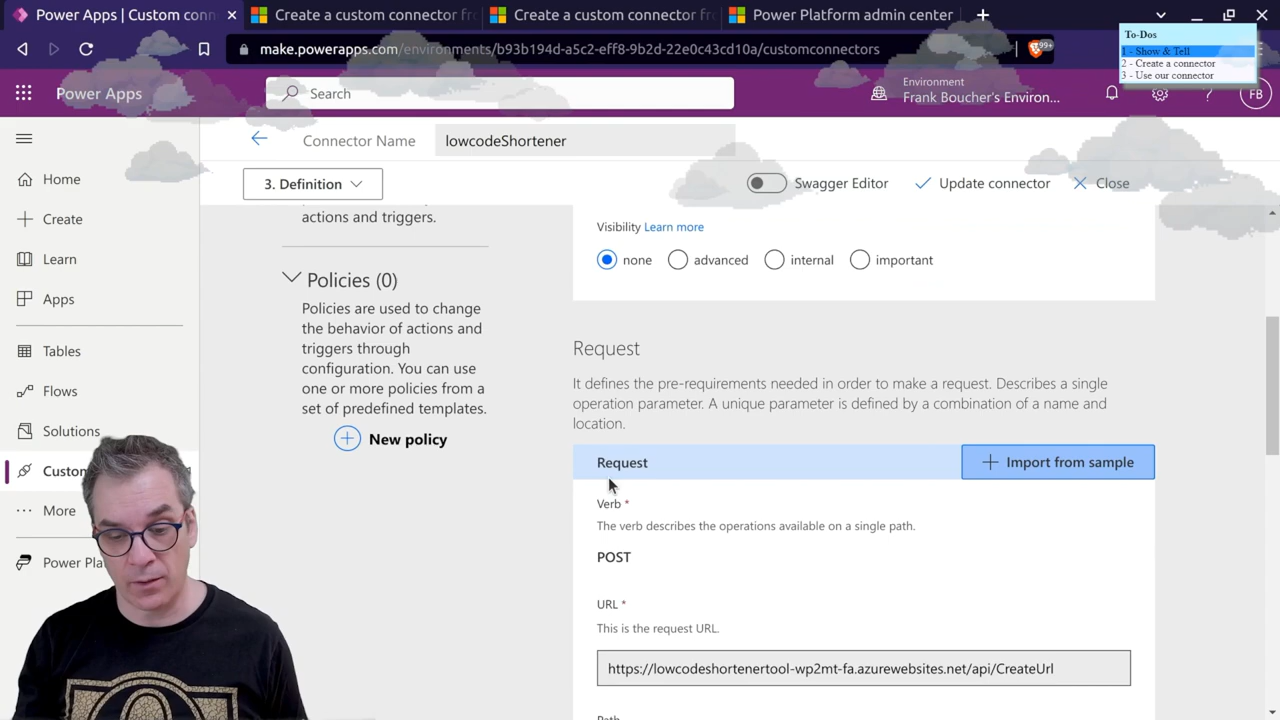 Power Apps | Custom conn
Create a custom connector fr
Create a custom connector fr
Power Platform admin center
make.powerapps.com/environments/b93b194d-a5c2-eff8-9b2d-22e0c43cd10a/customconnectors
99+
To-Dos
1 - Show & Tell
2 - Create a connector
3 - Use our connector
Power Apps
Search
Environment
Frank Boucher's Environ...
FB
Connector Name
lowcodeShortener
3. Definition
Swagger Editor
Update connector
Close
Home
Create
Learn
Apps
Tables
Flows
Solutions
Custo
More
Power Pla
actions and triggers.
Policies (0)
Policies are used to change
the behavior of actions and
triggers through
configuration. You can use
one or more policies from a
set of predefined templates.
New policy
Visibility Learn more
none
advanced
internal
important
Request
It defines the pre-requirements needed in order to make a request. Describes a single
operation parameter. A unique parameter is defined by a combination of a name and
location.
Request
Import from sample
Verb *
The verb describes the operations available on a single path.
POST
URL *
This is the request URL.
https://lowcodeshortenertool-wp2mt-fa.azurewebsites.net/api/CreateUrl
Path